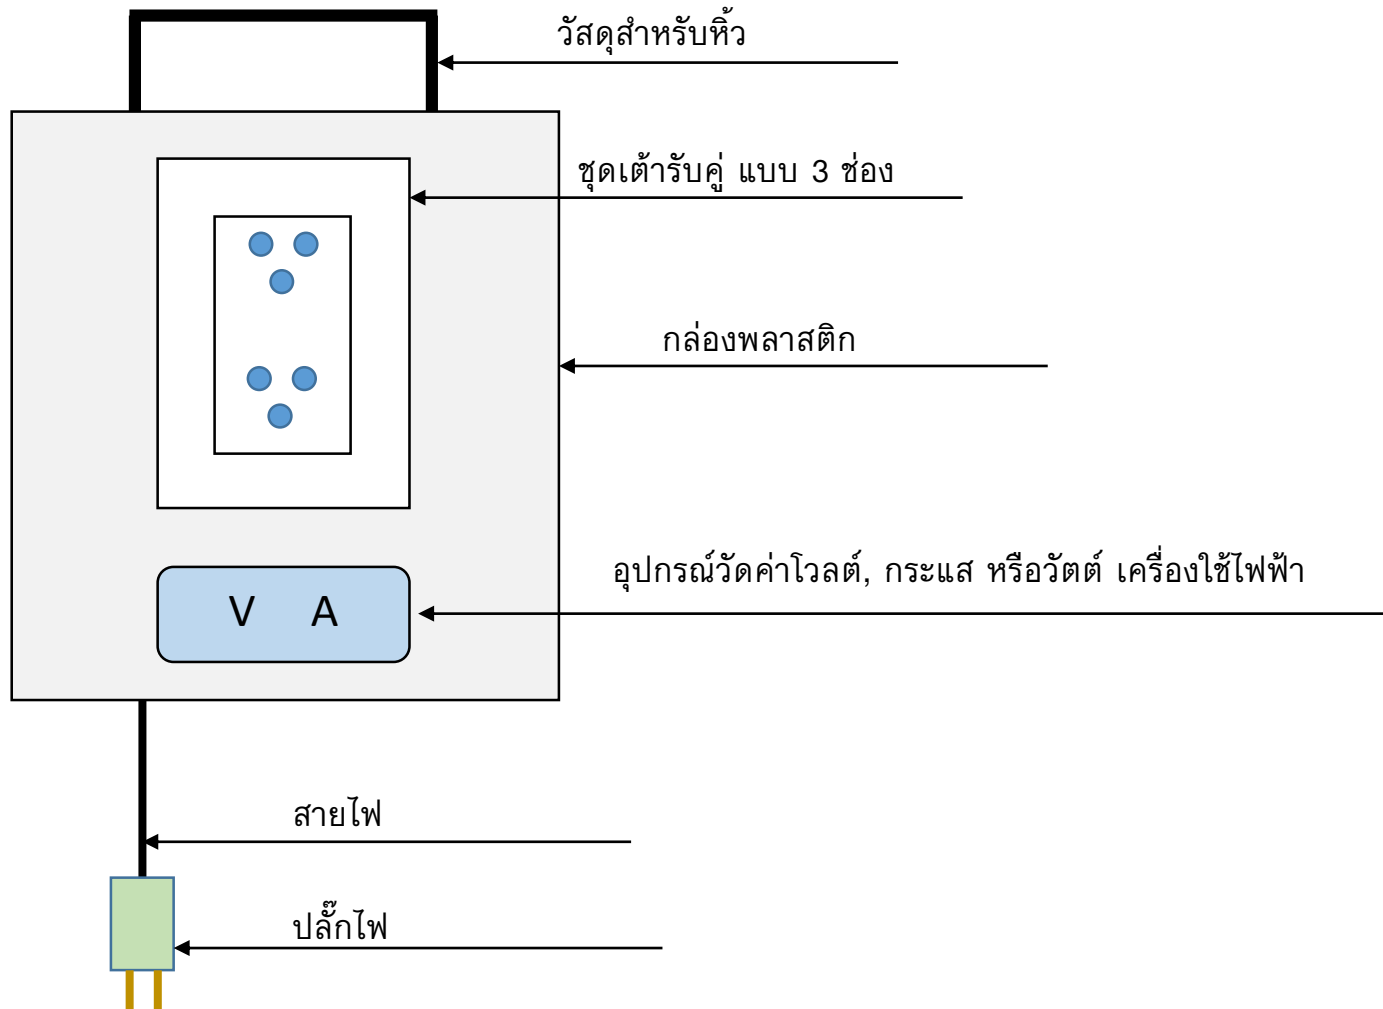 วัสดุสำหรับหิ้ว
ชุดเต้ารับคู่ แบบ 3 ช่อง
กล่องพลาสติก
อุปกรณ์วัดค่าโวลต์, กระแส หรือวัตต์ เครื่องใช้ไฟฟ้า
V A
สายไฟ
ปลั๊กไฟ